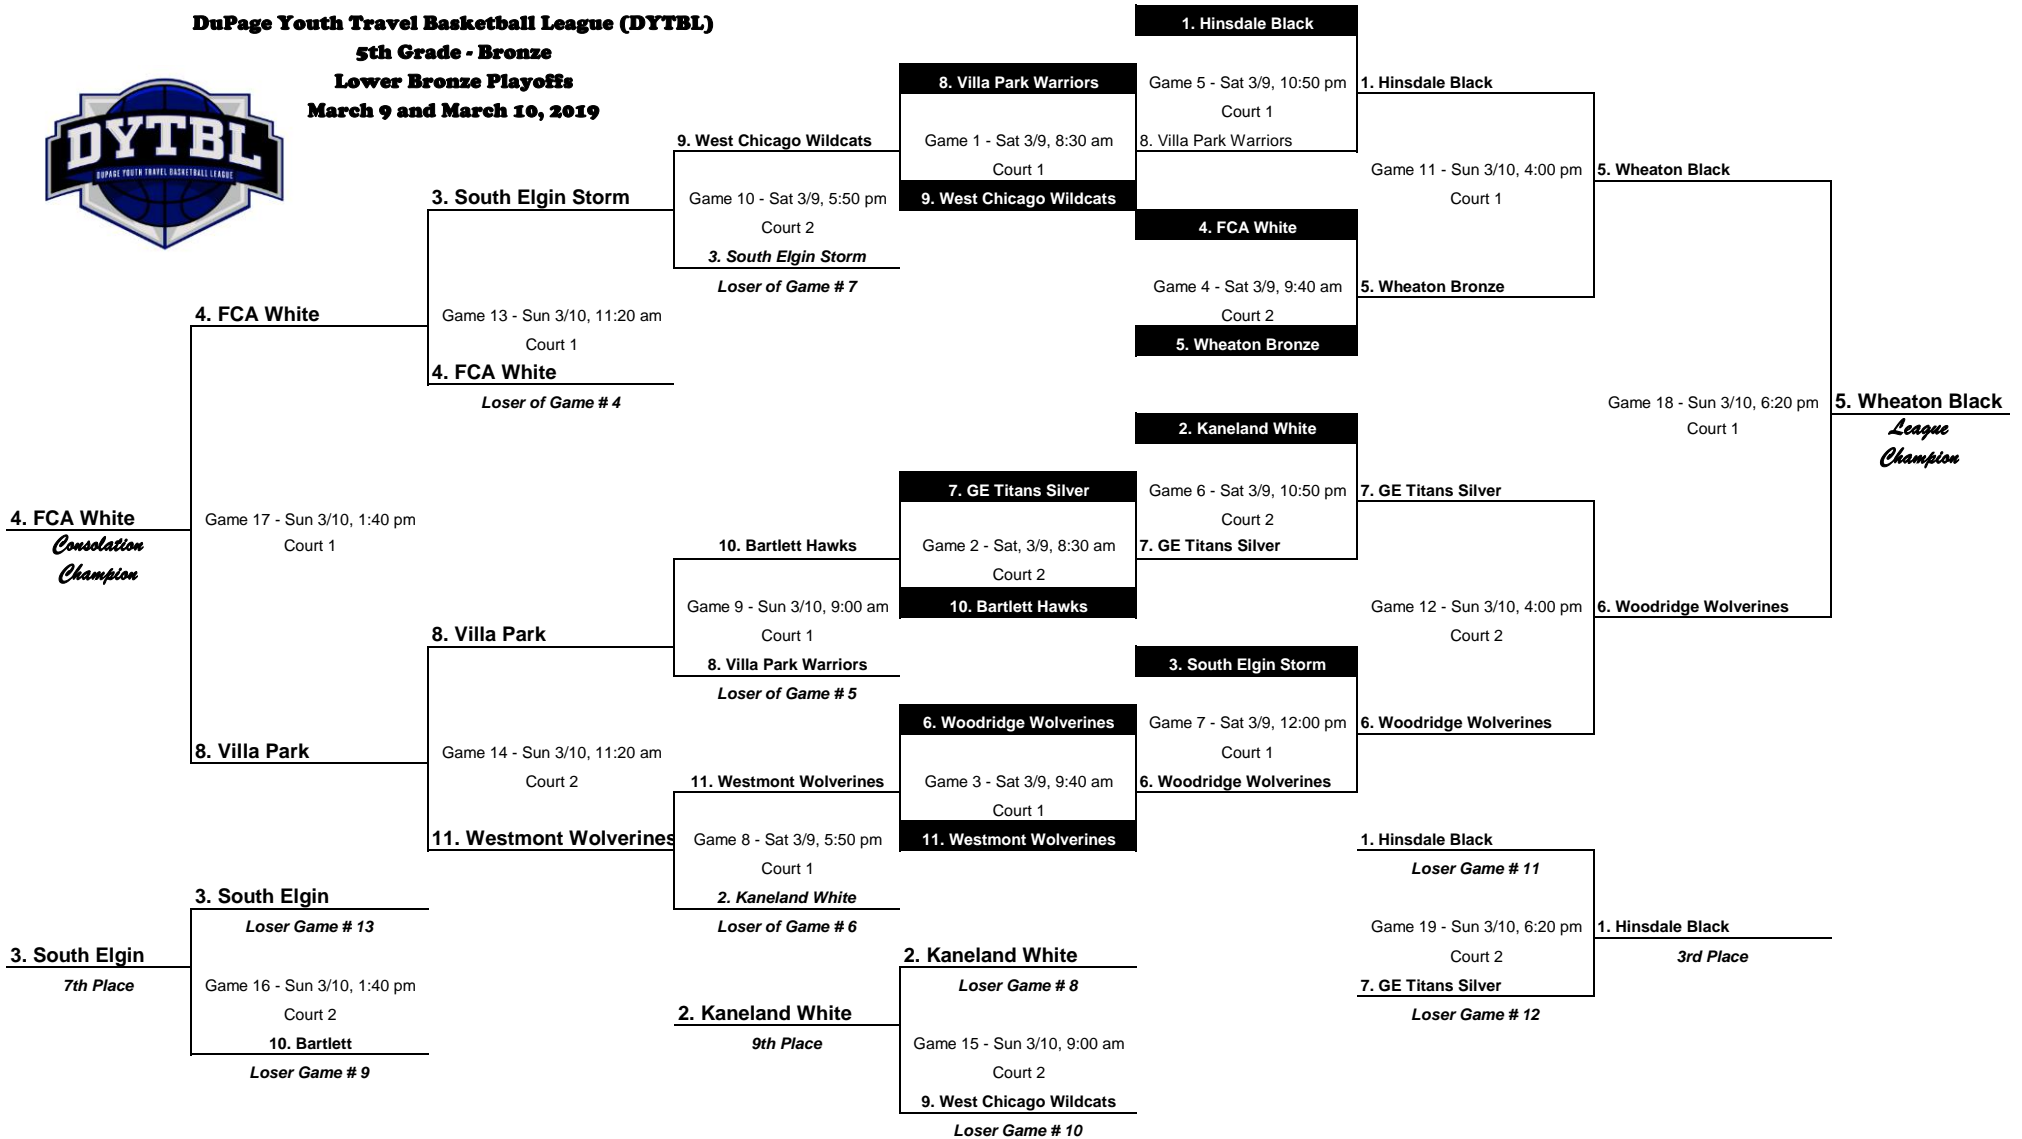 DuPage Youth Travel Basketball League (DYTBL)
5th Grade - Bronze
Lower Bronze Playoffs
March 9 and March 10, 2019
DYTBL
DUPAGE YOUTH TRAVEL BASKETBALL LEAGUE
1. Hinsdale Black
8. Villa Park Warriors
Game 5 - Sat 3/9, 10:50 pm
Court 1
1. Hinsdale Black
9. West Chicago Wildcats
Game 1 - Sat 3/9, 8:30 am
Court 1
8. Villa Park Warriors
Game 11 - Sun 3/10, 4:00 pm
Court 1
5. Wheaton Black
3. South Elgin Storm
Game 10 - Sat 3/9, 5:50 pm
Court 2
9. West Chicago Wildcats
4. FCA White
3. South Elgin Storm
Loser of Game # 7
Game 4 - Sat 3/9, 9:40 am
Court 2
5. Wheaton Bronze
4. FCA White
Game 13 - Sun 3/10, 11:20 am
Court 1
5. Wheaton Bronze
4. FCA White
Loser of Game # 4
Game 18 - Sun 3/10, 6:20 pm
Court 1
5. Wheaton Black
League
Champion
2. Kaneland White
7. GE Titans Silver
Game 6 - Sat 3/9, 10:50 pm
Court 2
7. GE Titans Silver
4. FCA White
Consolation
Champion
Game 17 - Sun 3/10, 1:40 pm
Court 1
10. Bartlett Hawks
Game 2 - Sat, 3/9, 8:30 am
Court 2
7. GE Titans Silver
Game 9 - Sun 3/10, 9:00 am
Court 1
10. Bartlett Hawks
Game 12 - Sun 3/10, 4:00 pm
Court 2
6. Woodridge Wolverines
8. Villa Park
8. Villa Park Warriors
Loser of Game # 5
3. South Elgin Storm
6. Woodridge Wolverines
Game 7 - Sat 3/9, 12:00 pm
Court 1
6. Woodridge Wolverines
8. Villa Park
Game 14 - Sun 3/10, 11:20 am
Court 2
11. Westmont Wolverines
Game 3 - Sat 3/9, 9:40 am
Court 1
6. Woodridge Wolverines
11. Westmont Wolverines
Game 8 - Sat 3/9, 5:50 pm
Court 1
11. Westmont Wolverines
1. Hinsdale Black
Loser Game # 11
3. South Elgin
Loser Game # 13
2. Kaneland White
Loser of Game # 6
Game 19 - Sun 3/10, 6:20 pm
Court 2
1. Hinsdale Black
3rd Place
3. South Elgin
7th Place
Game 16 - Sun 3/10, 1:40 pm
Court 2
2. Kaneland White
Loser Game # 8
7. GE Titans Silver
Loser Game # 12
2. Kaneland White
9th Place
10. Bartlett
Loser Game # 9
Game 15 - Sun 3/10, 9:00 am
Court 2
9. West Chicago Wildcats
Loser Game # 10